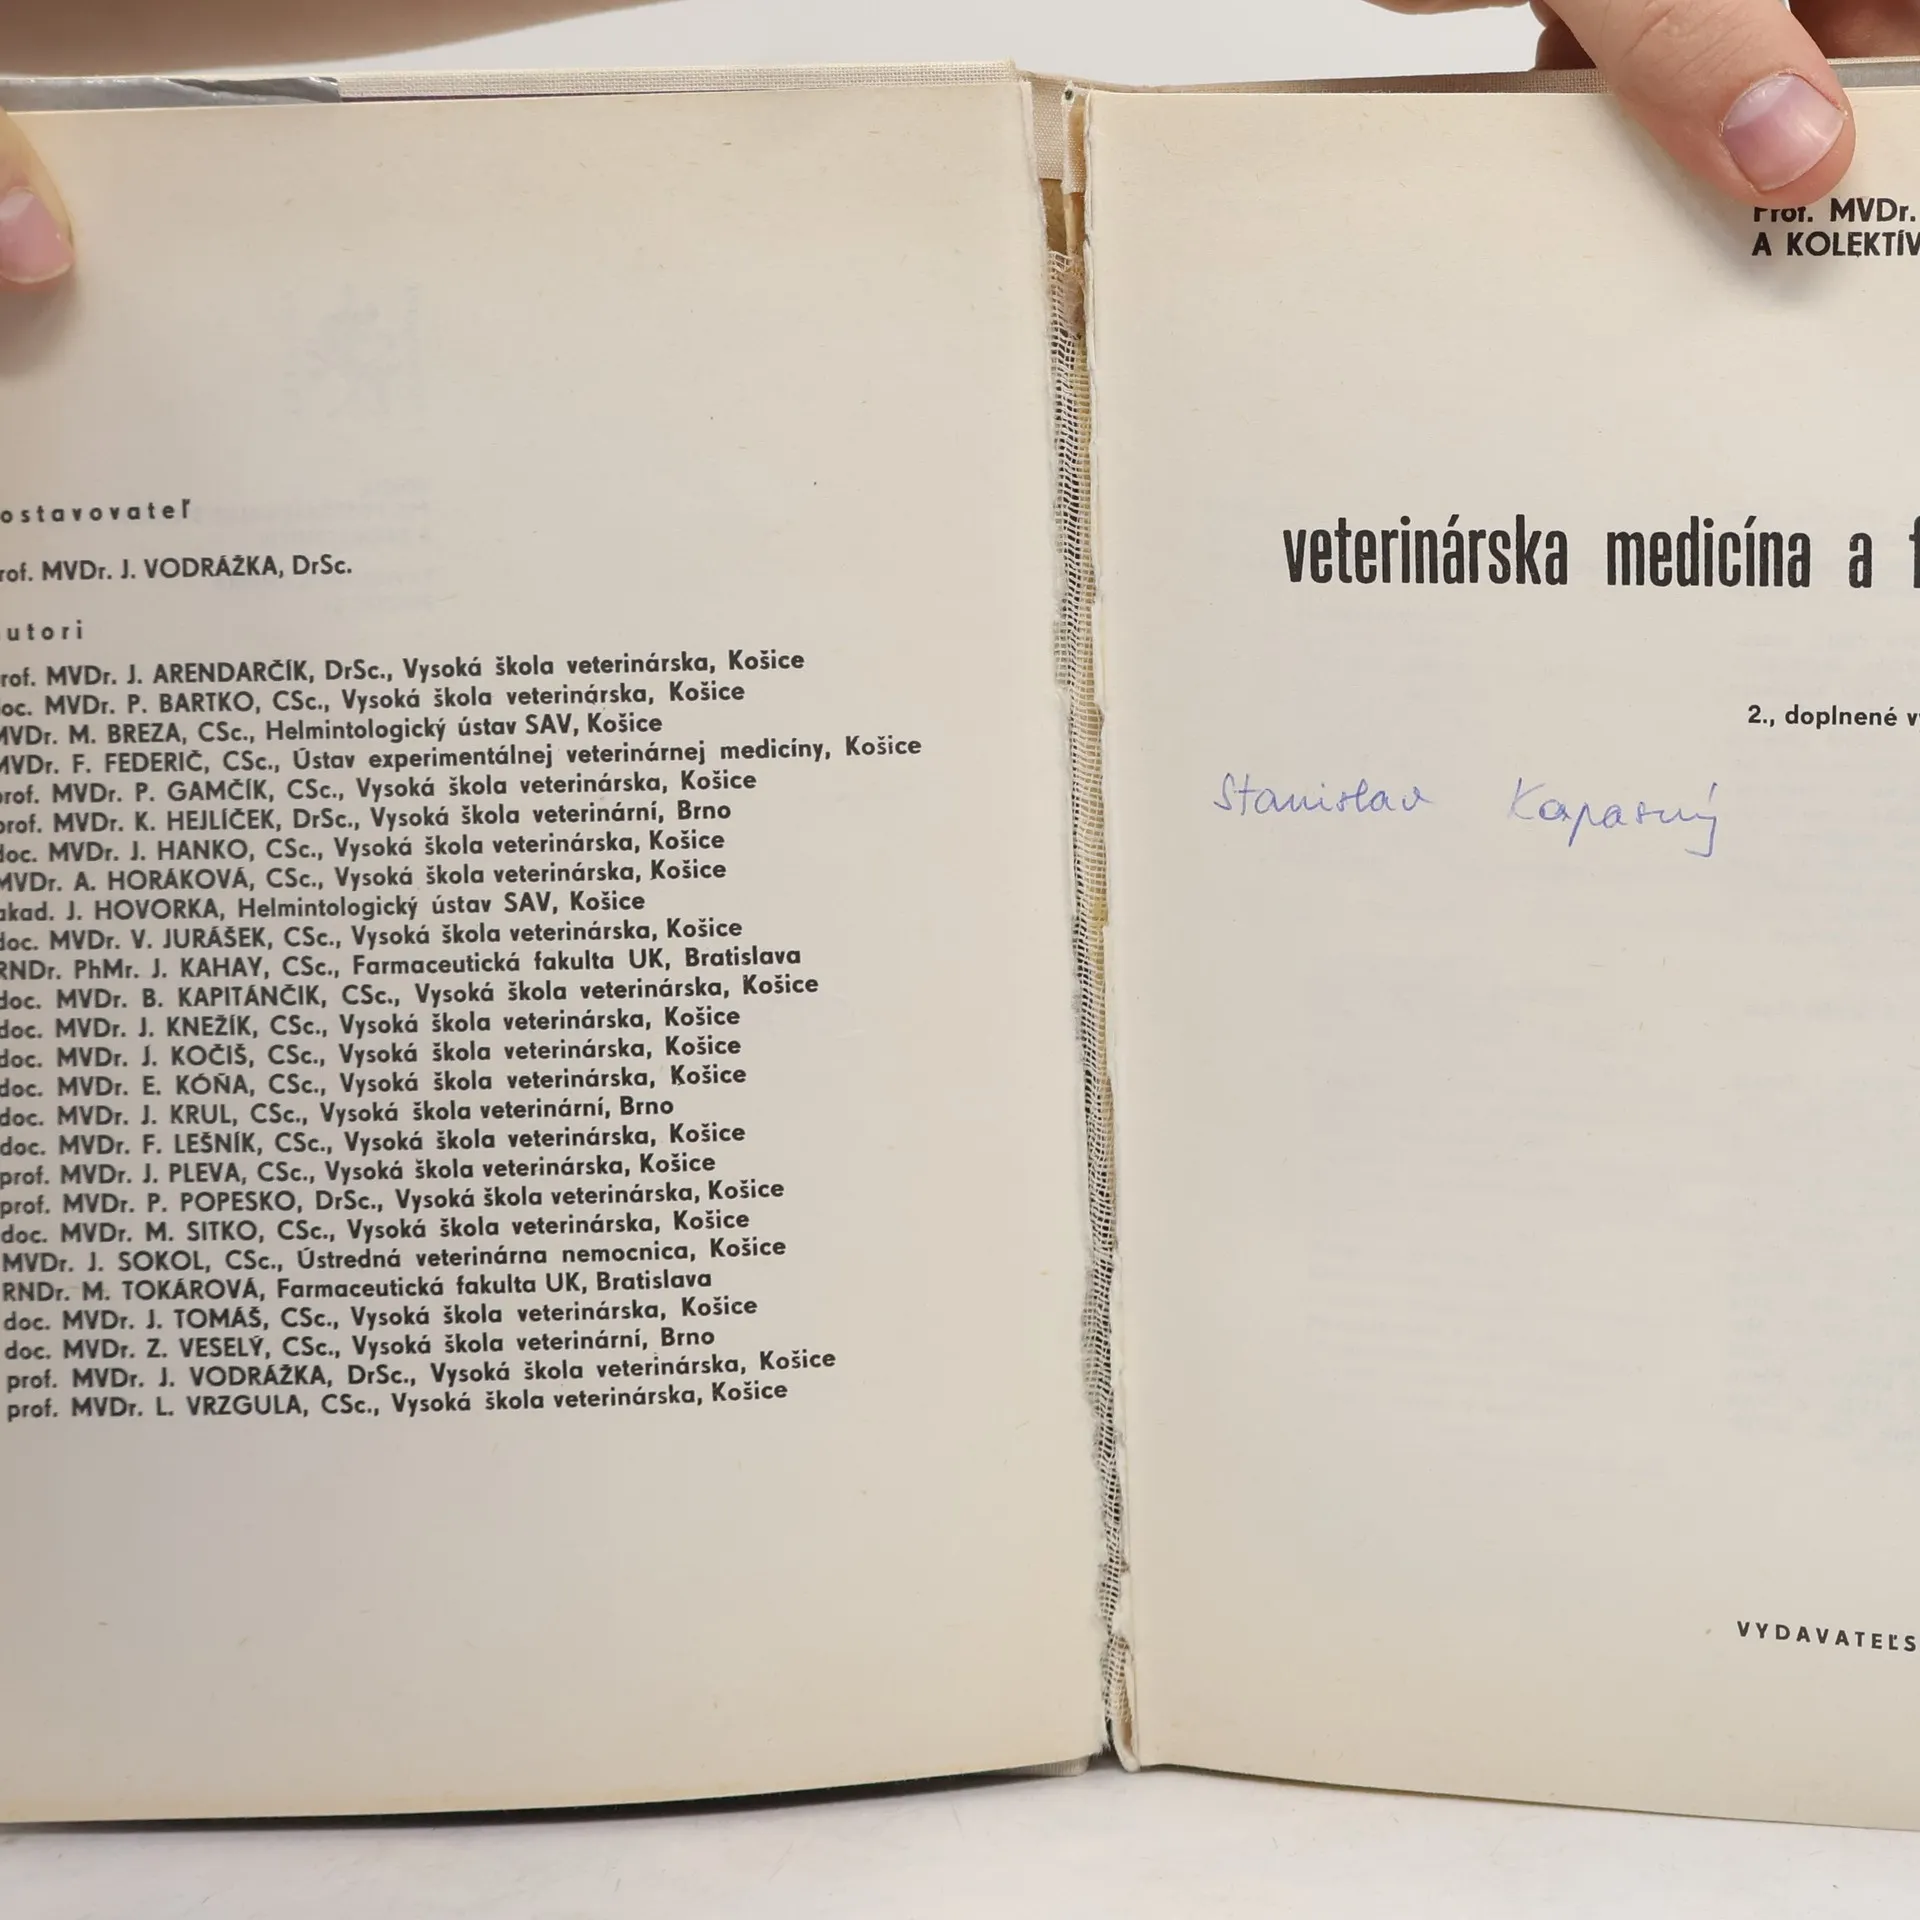 ostavovateľ
rof. MVDr. J. VODRÁŽKA, DrSc.
utori
rof. MVDr. J. ARENDARČÍK, DrSc., Vysoká škola veterinárska, Košice
oc. MVDr. P. BARTKO, CSc., Vysoká škola veterinárska, Košice
MVDr. M. BREZA, CSc., Helmintologický ústav SAV, Košice
MVDr. F. FEDERIČ, CSc., Ústav experimentálnej veterinárnej medicíny, Košice
prof. MVDr. P. GAMČÍK, CSc., Vysoká škola veterinárska, Košice
prof. MVDr. K. HEJLÍČEK, DrSc., Vysoká škola veterinární, Brno
doc. MVDr. J. HANKO, CSc., Vysoká škola veterinárska, Košice
MVDr. A. HORÁKOVÁ, CSc., Vysoká škola veterinárska, Košice
akad. J. HOVORKA, Helmintologický ústav SAV, Košice
doc. MVDr. V. JURÁŠEK, CSc., Vysoká škola veterinárska, Košice
RNDr. PhMr. J. KAHAY, CSc., Farmaceutická fakulta UK, Bratislava
doc. MVDr. B. KAPITÁNČIK, CSc., Vysoká škola veterinárska, Košice
doc. MVDr. J. KNEŽÍK, CSc., Vysoká škola veterinárska, Košice
doc. MVDr. J. KOČIŠ, CSc., Vysoká škola veterinárska, Košice
doc. MVDr. E. KÓŇA, CSc., Vysoká škola veterinárska, Košice
doc. MVDr. J. KRUL, CSc., Vysoká škola veterinární, Brno
doc. MVDr. F. LEŠNÍK, CSc., Vysoká škola veterinárska, Košice
prof. MVDr. J. PLEVA, CSc., Vysoká škola veterinárska, Košice
prof. MVDr. P. POPESKO, DrSc., Vysoká škola veterinárska, Košice
doc. MVDr. M. SITKO, CSc., Vysoká škola veterinárska, Košice
MVDr. J. SOKOL, CSc., Ústredná veterinárna nemocnica, Košice
RNDr. M. TOKÁROVÁ, Farmaceutická fakulta UK, Bratislava
doc. MVDr. J. TOMÁŠ, CSc., Vysoká škola veterinárska, Košice
doc. MVDr. Z. VESELÝ, CSc., Vysoká škola veterinární, Brno
prof. MVDr. J. VODRÁŽKA, DrSc., Vysoká škola veterinárska, Košice
prof. MVDr. L. VRZGULA, CSc., Vysoká škola veterinárska, Košice
Prof. MVDr.
A KOLEKTÍV
veterinárska medicína a f
2., doplnené vy
Stanislav
VYDAVATEĽS